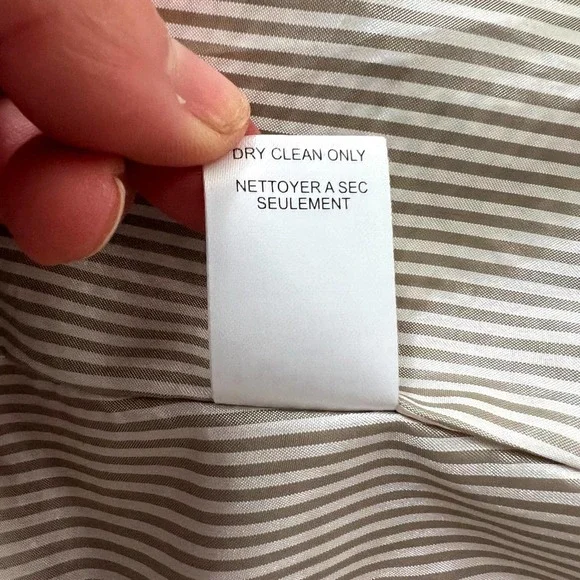 DRY CLEAN ONLY
NETTOYER A SEC
SEULEMENT